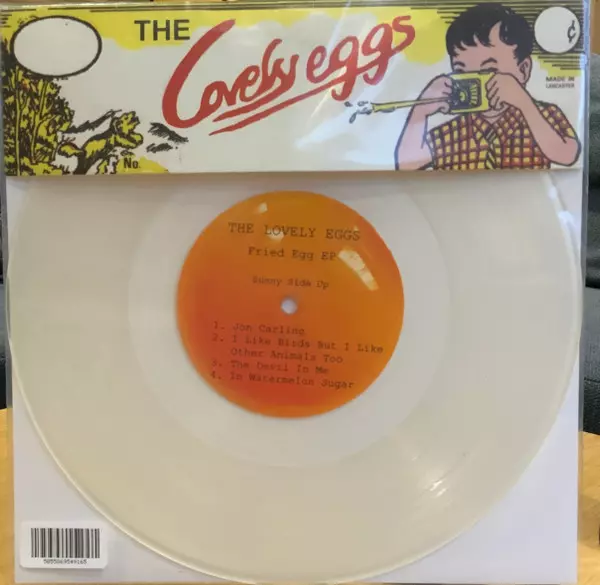 THE
Lovely eggs
¢
MADE IN
LANCASTER
No
THE LOVELY EGGS
Fried Egg EP
Sunny Side Up
1. Jon Carling
2. I Like Birds But I Like
Other Animals Too
3. The Devil In Me
4. In Watermelon Sugar